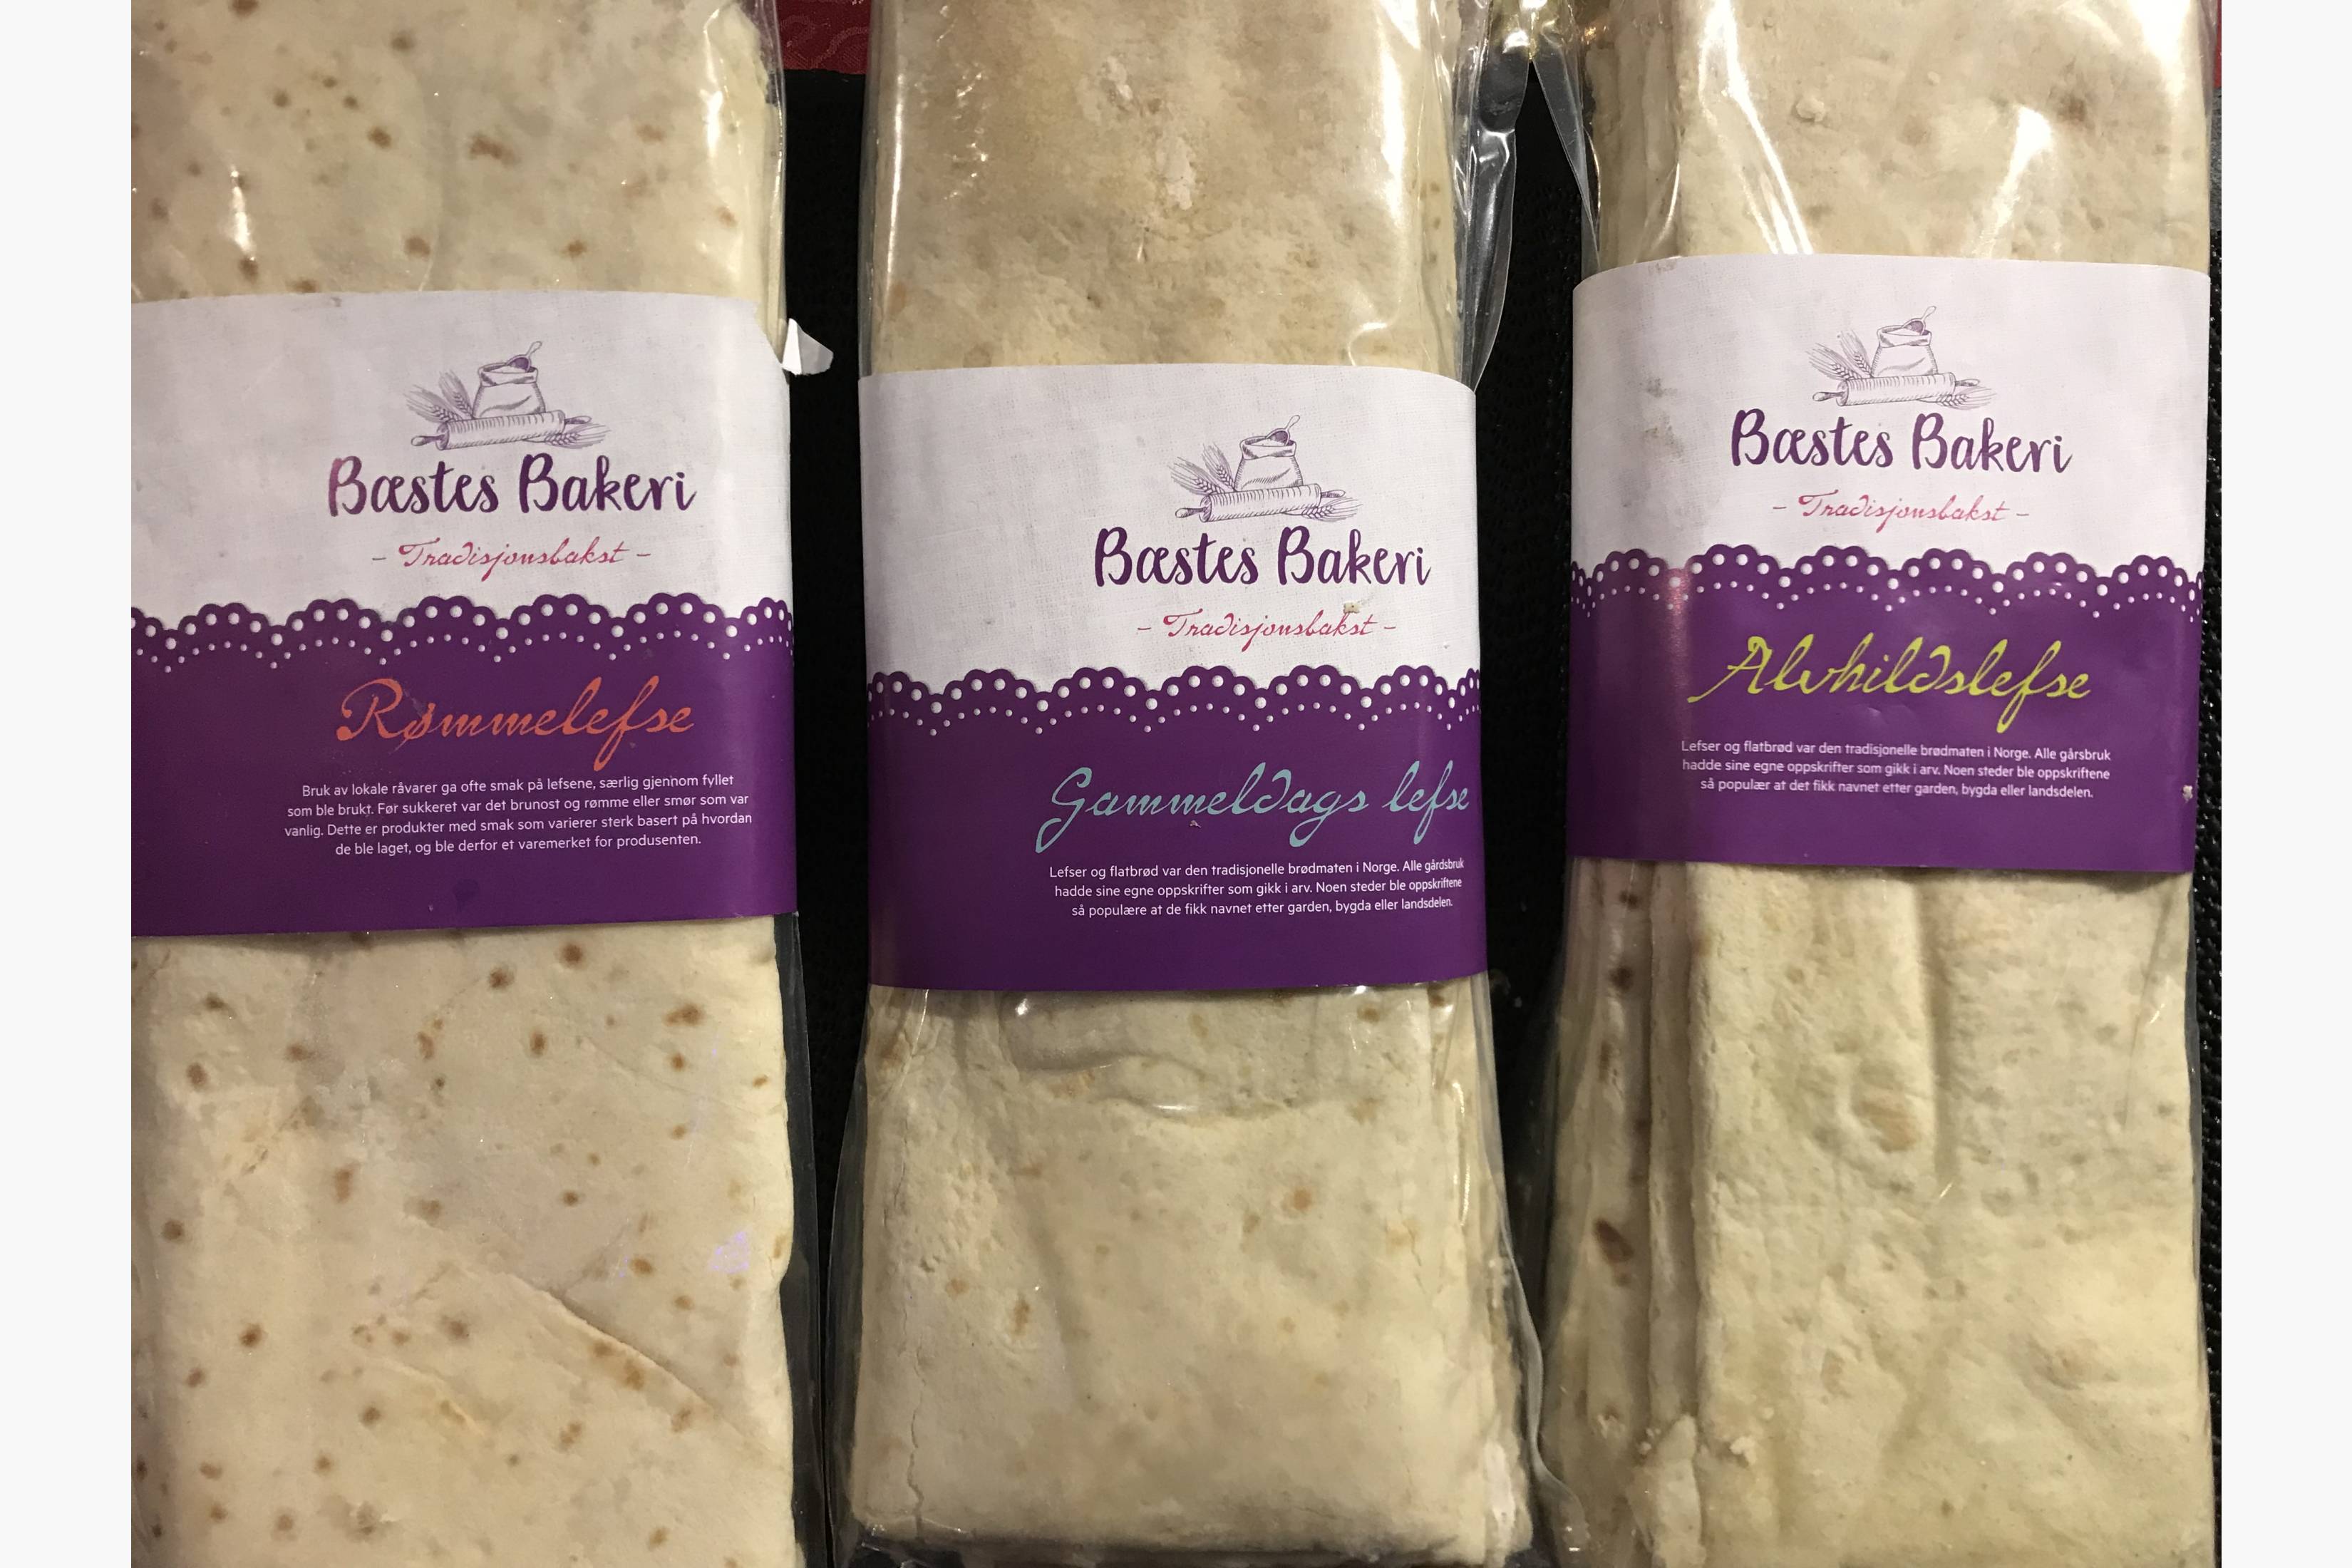 Bæstes Bakeri
- Tradisjonsbakst -
Rømmelefse
Bruk av lokale råvarer ga ofte smak på lefsene, særlig gjennom fyllet
som ble brukt. Før sukkeret var det brunost og rømme eller smør som var
vanlig. Dette er produkter med smak som varierer sterk basert på hvordan
de ble laget, og ble derfor et varemerket for produsenten.
Bæstes Bakeri
- Tradisjonsbakst -
Gammeldags lefse
Lefser og flatbrød var den tradisjonelle brødmaten i Norge. Alle gårdsbruk
hadde sine egne oppskrifter som gikk i arv. Noen steder ble oppskriftene
så populære at de fikk navnet etter garden, bygda eller landsdelen.
Bæstes Bakeri
- Tradisjonsbakst -
Alvhildslefse
Lefser og flatbrød var den tradisjonelle brødmaten i Norge. Alle gårsbruk
hadde sine egne oppskrifter som gikk i arv. Noen steder ble oppskriftene
så populær at det fikk navnet etter garden, bygda eller landsdelen.